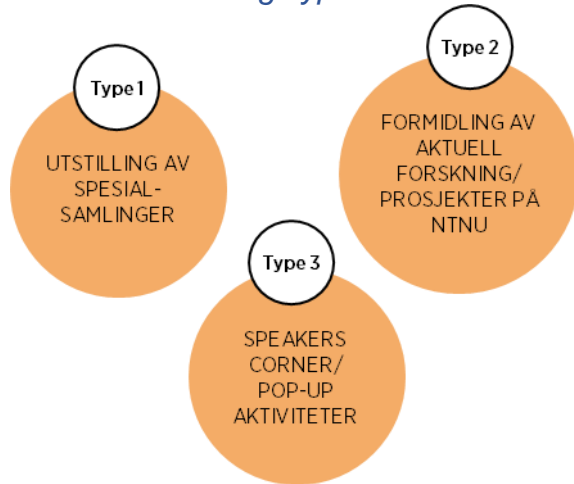 Type 1
UTSTILLING AV
SPESIAL-
SAMLINGER
Type 2
FORMIDLING AV
AKTUELL
FORSKNING/
PROSJEKTER PÅ
NTNU
Type 3
SPEAKERS
CORNER/
POP-UP
AKTIVITETER